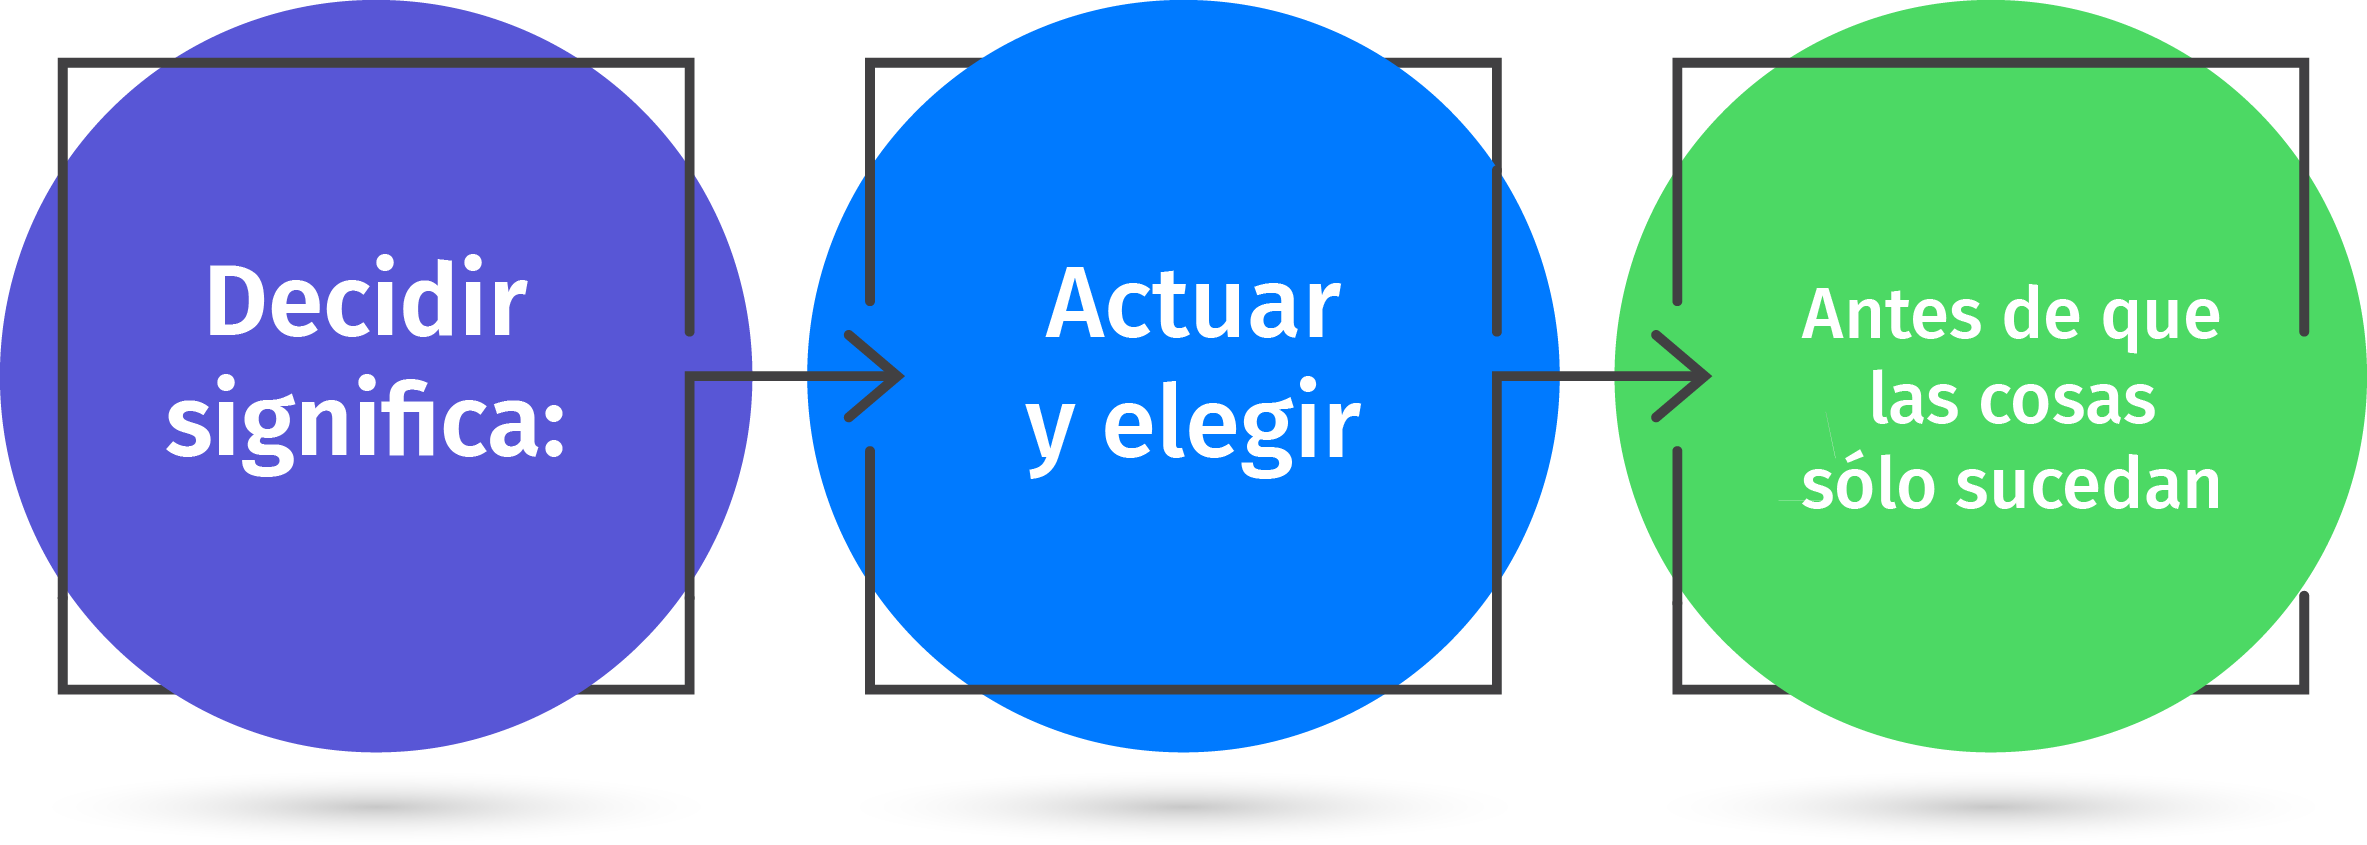 Decidir
significa:
Actuar
y elegir
Antes de que
las cosas
sólo sucedan